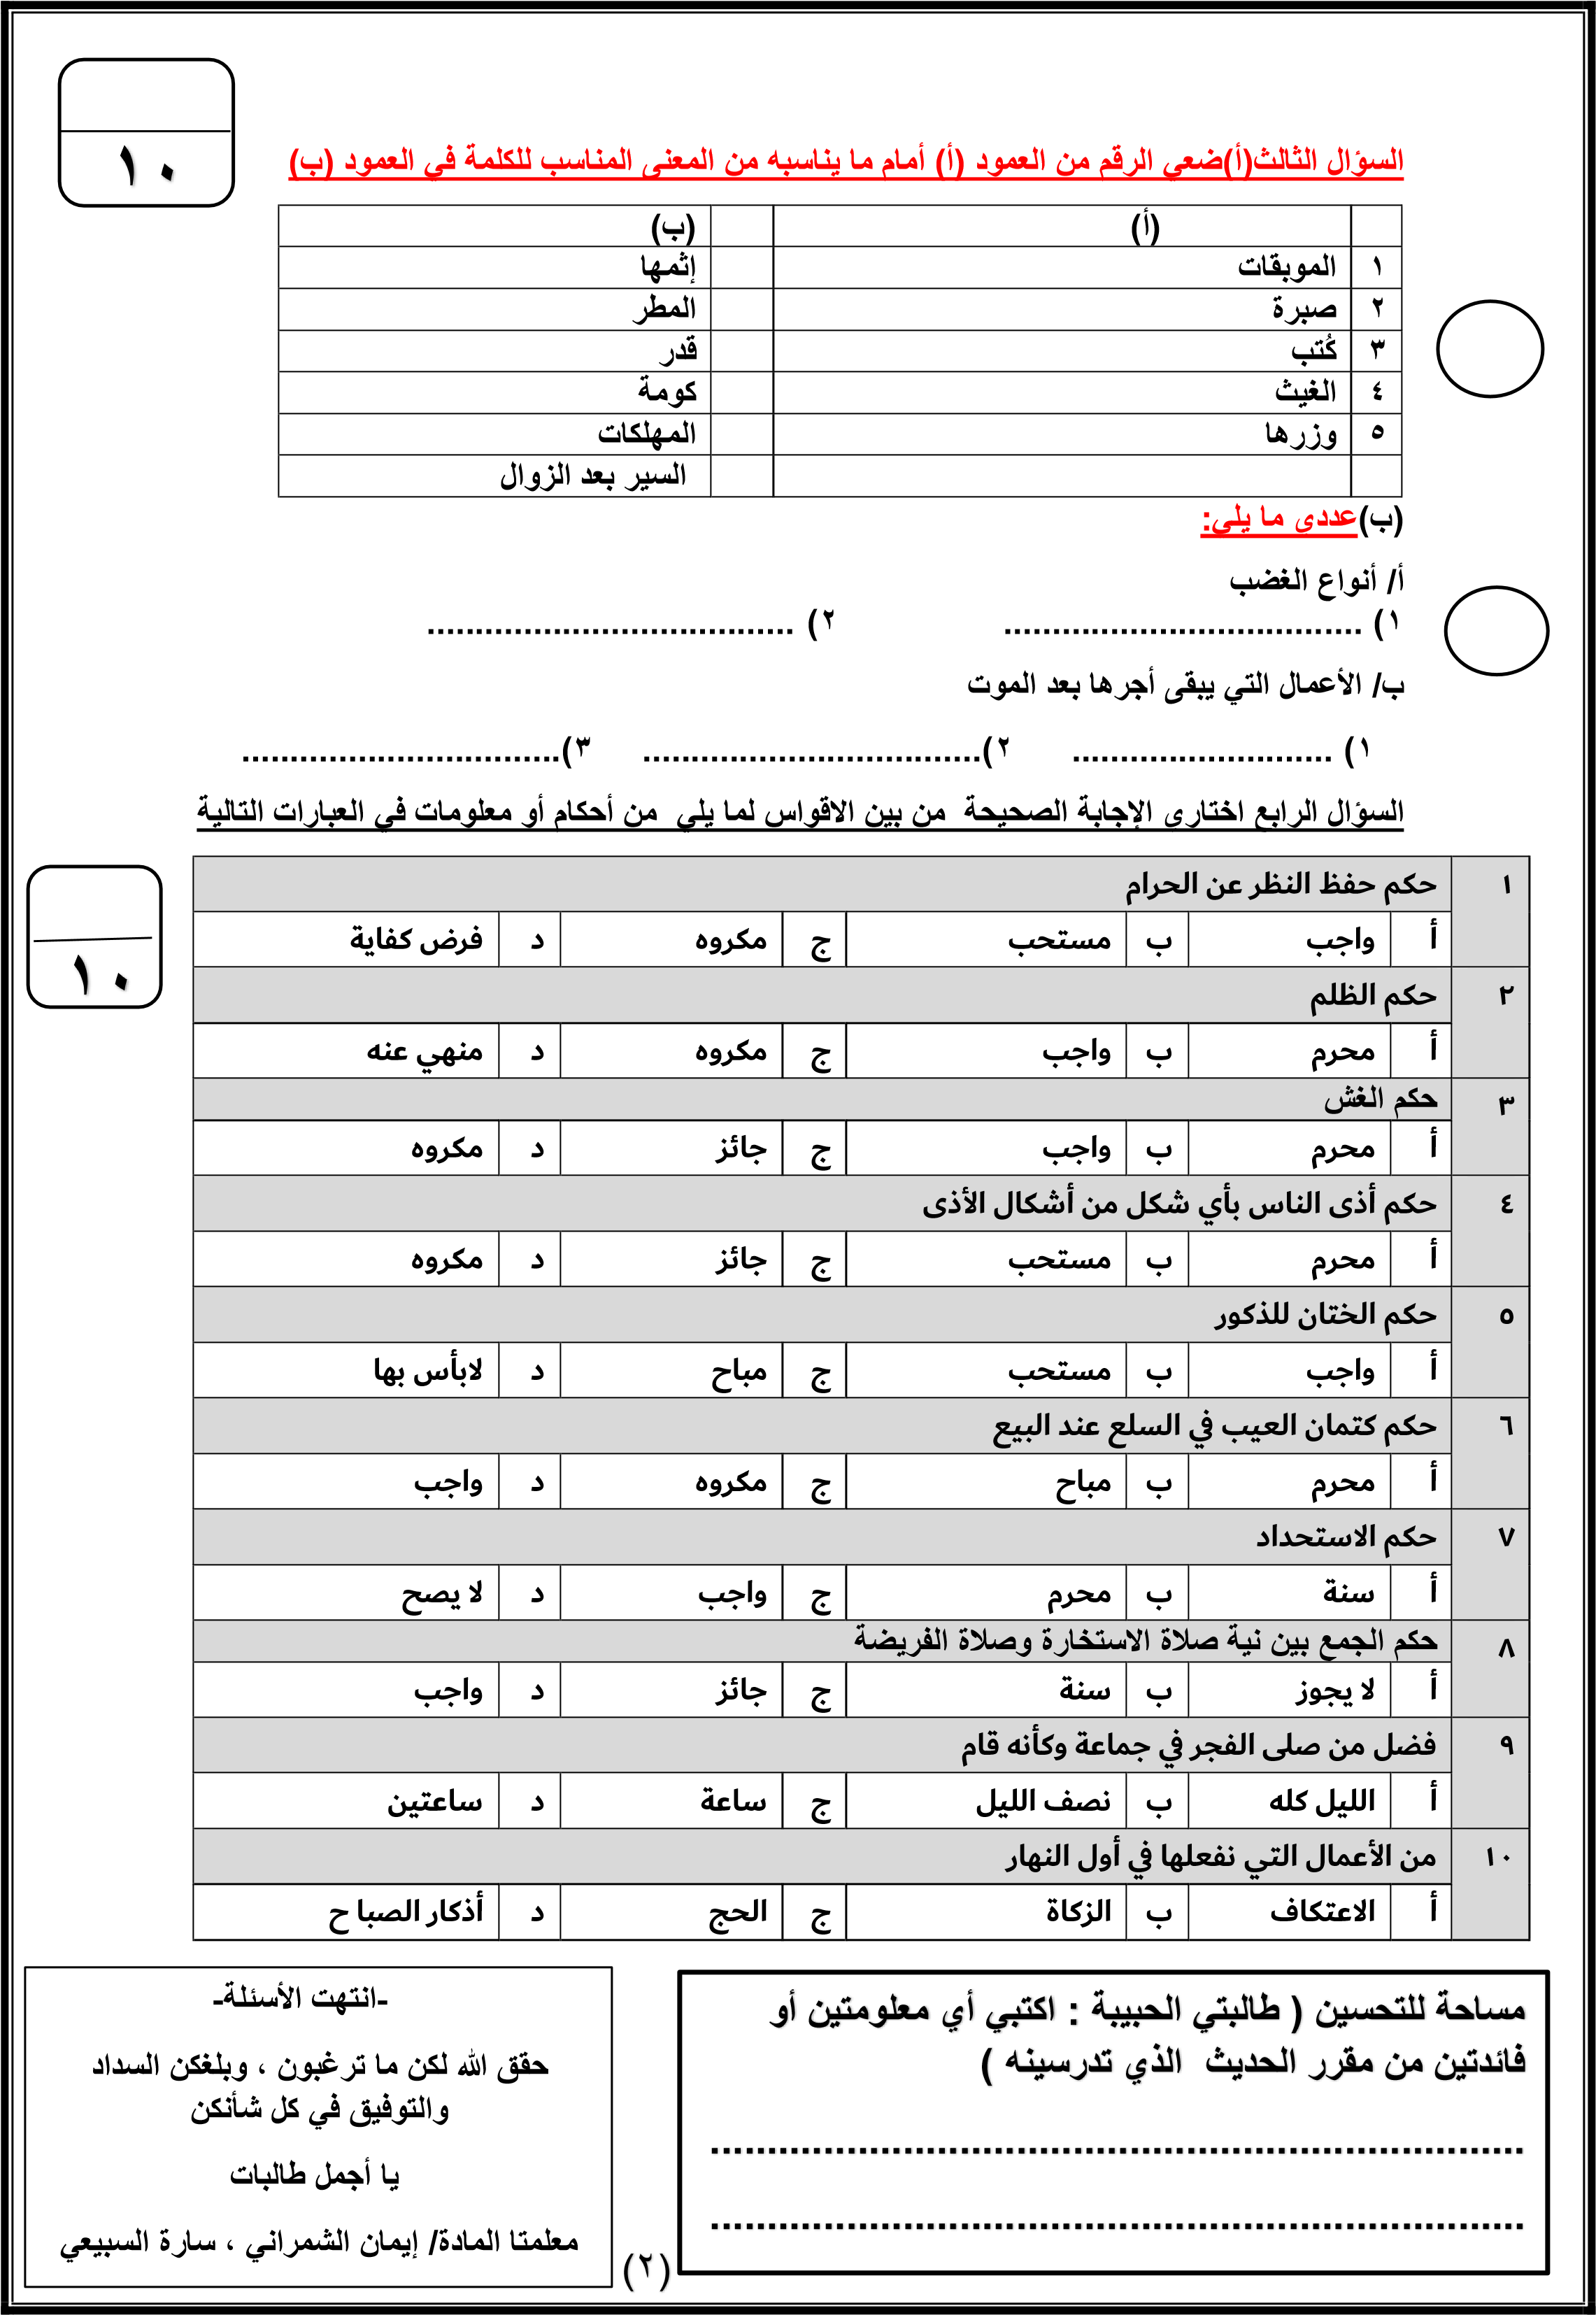 ١٠
السؤال الثالث(أ)ضعي الرقم من العمود (أ) أمام ما يناسبه من المعنى المناسب للكلمة في العمود (ب)
(أ) (ب)
١ الموبقات إثمها
٢ صبرة المطر
٣ كُتب قدر
٤ الغيث كومة
٥ وزرها المهلكات
السير بعد الزوال
(ب)عددي ما يلي:
أ/ أنواع الغضب
١) ..................................... ٢) ......................................
ب/ الأعمال التي يبقى أجرها بعد الموت
١) ........................... ٢)................................... ٣).................................
السؤال الرابع اختاري الإجابة الصحيحة من بين الاقواس لما يلي من أحكام أو معلومات في العبارات التالية
١٠
١ حكم حفظ النظر عن الحرام
أ واجب ب مستحب ج مكروه د فرض كفاية
٢ حكم الظلم
أ محرم ب واجب ج مكروه د منهي عنه
٣ حكم الغش
أ محرم ب واجب ج جائز د مكروه
٤ حكم أذى الناس بأي شكل من أشكال الأذى
أ محرم ب مستحب ج جائز د مكروه
٥ حكم الختان للذكور
أ واجب ب مستحب ج مباح د لابأس بها
٦ حكم كتمان العيب في السلع عند البيع
أ محرم ب مباح ج مكروه د واجب
٧ حكم الاستحداد
أ سنة ب محرم ج واجب د لا يصح
٨ حكم الجمع بين نية صلاة الاستخارة وصلاة الفريضة
أ لا يجوز ب سنة ج جائز د واجب
٩ فضل من صلى الفجر في جماعة وكأنه قام
أ الليل كله ب نصف الليل ج ساعة د ساعتين
١٠ من الأعمال التي نفعلها في أول النهار
أ الاعتكاف ب الزكاة ج الحج د أذكار الصبا ح
مساحة للتحسين ( طالبتي الحبيبة : اكتبي أي معلومتين أو
فائدتين من مقرر الحديث الذي تدرسينه )
.......................................................................
.......................................................................
-انتهت الأسئلة-
حقق الله لكن ما ترغبون ، وبلغكن السداد
والتوفيق في كل شأنكن
يا أجمل طالبات
معلمتا المادة/ إيمان الشمراني ، سارة السبيعي
(٢)